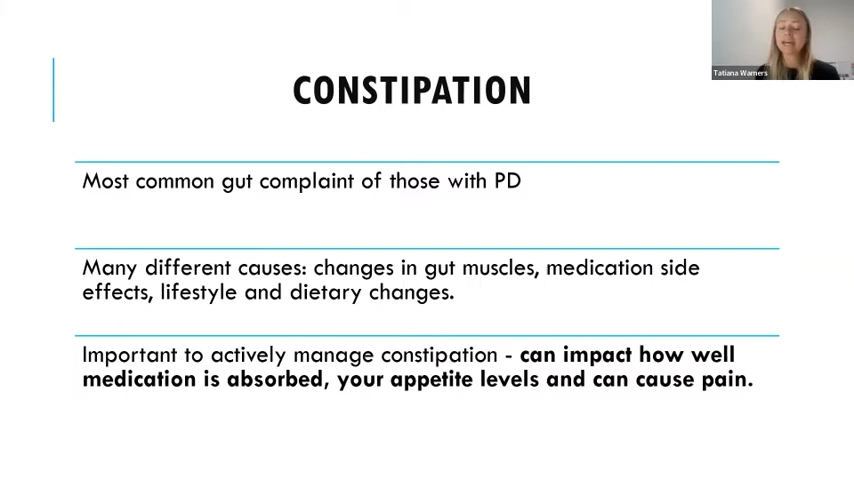 Tatiana Warners
CONSTIPATION
Most common gut complaint of those with PD
Many different causes: changes in gut muscles, medication side
effects, lifestyle and dietary changes.
Important to actively manage constipation - can impact how well
medication is absorbed, your appetite levels and can cause pain.